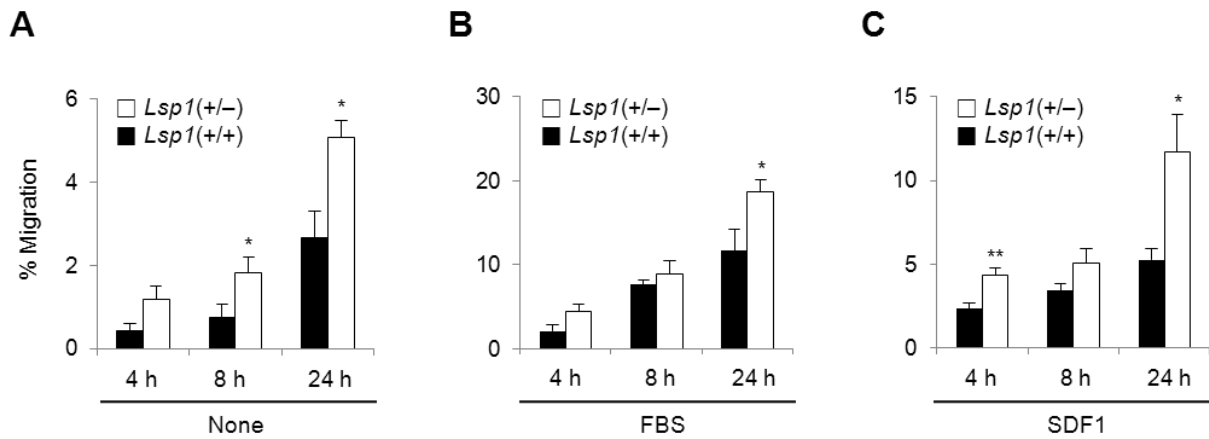 A
% Migration
6
4
2
0
Lsp1(+/–)
Lsp1(+/+)
*
*
4 h 8 h 24 h
None
B
30
20
10
0
Lsp1(+/–)
Lsp1(+/+)
*
4 h 8 h 24 h
FBS
C
15
10
5
0
Lsp1(+/–)
Lsp1(+/+)
**
*
4 h 8 h 24 h
SDF1